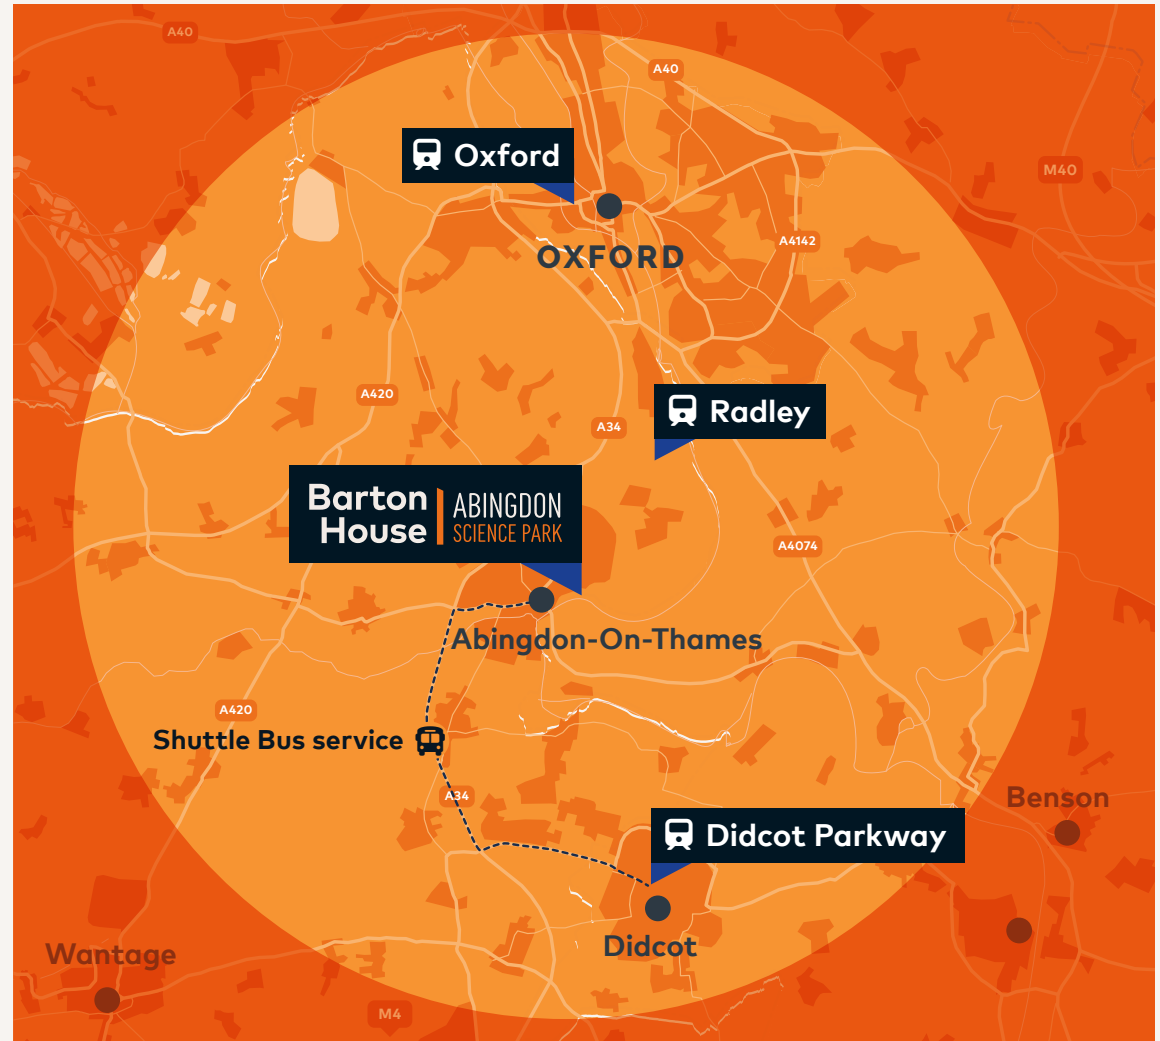 A40
A40
Oxford
M40
A4142
OXFORD
A420
Radley
A34
Barton House
ABINGDON SCIENCE PARK
A4074
Abingdon-On-Thames
A420
Shuttle Bus service
A34
Benson
Didcot Parkway
Didcot
Wantage
M4